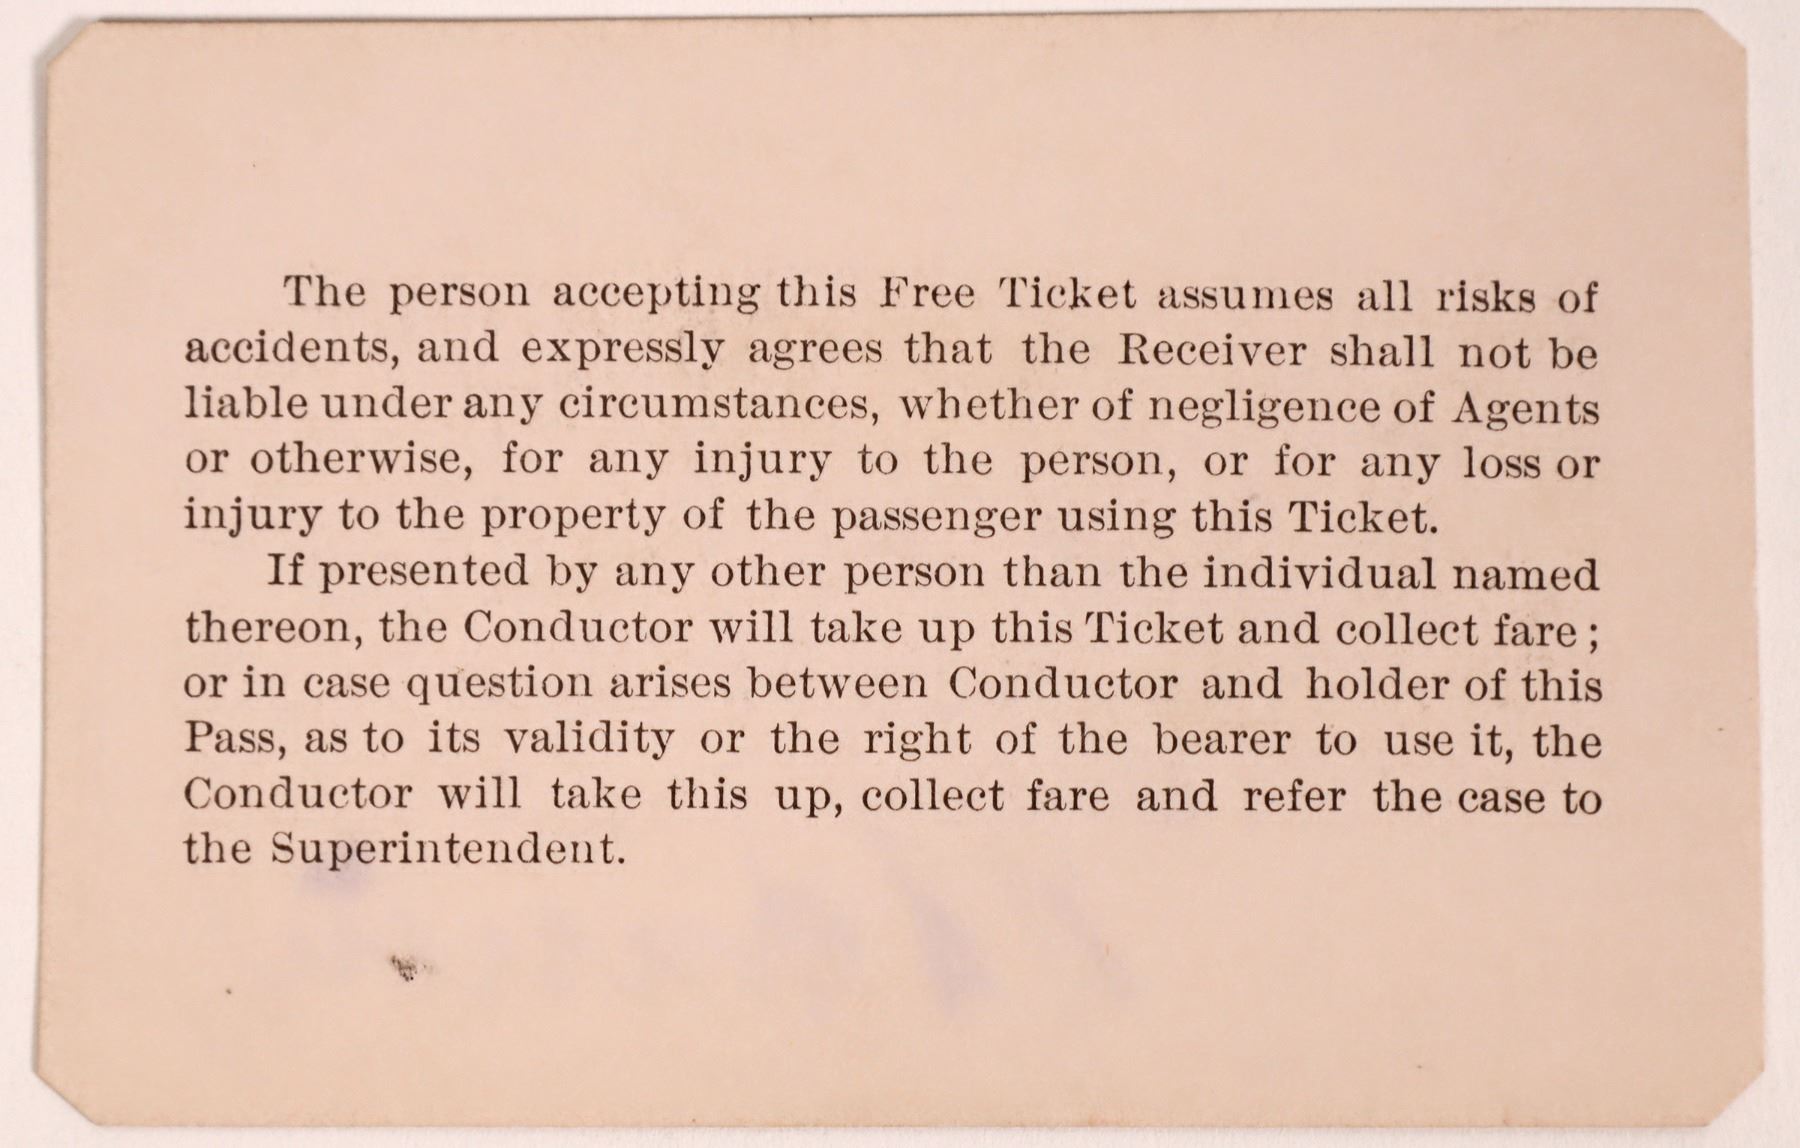 The person accepting this Free Ticket assumes all risks of
accidents, and expressly agrees that the Receiver shall not be
liable under any circumstances, whether of negligence of Agents
or otherwise, for any injury to the person, or for any loss or
injury to the property of the passenger using this Ticket.
If presented by any other person than the individual named
thereon, the Conductor will take up this Ticket and collect fare;
or in case question arises between Conductor and holder of this
Pass, as to its validity or the right of the bearer to use it, the
Conductor will take this up, collect fare and refer the case to
the Superintendent.